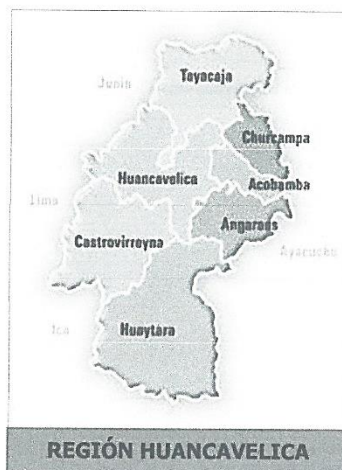 Tayacaja
Junín
Churcampa
Huancavelica
Acobamba
Lima
Angaraes
Castrovirreyna
Ayacucho
Ica
Huaytara
REGIÓN HUANCAVELICA